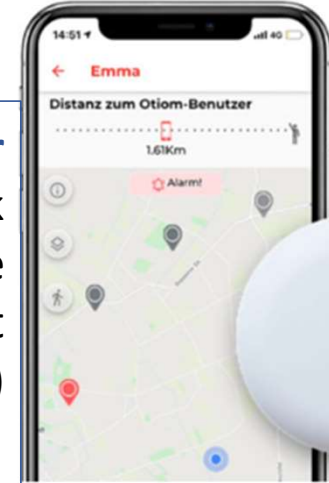 14:51
4G
← Emma
Distanz zum Otiom-Benutzer
1.61Km
Alarm!
r
k
e
t
)